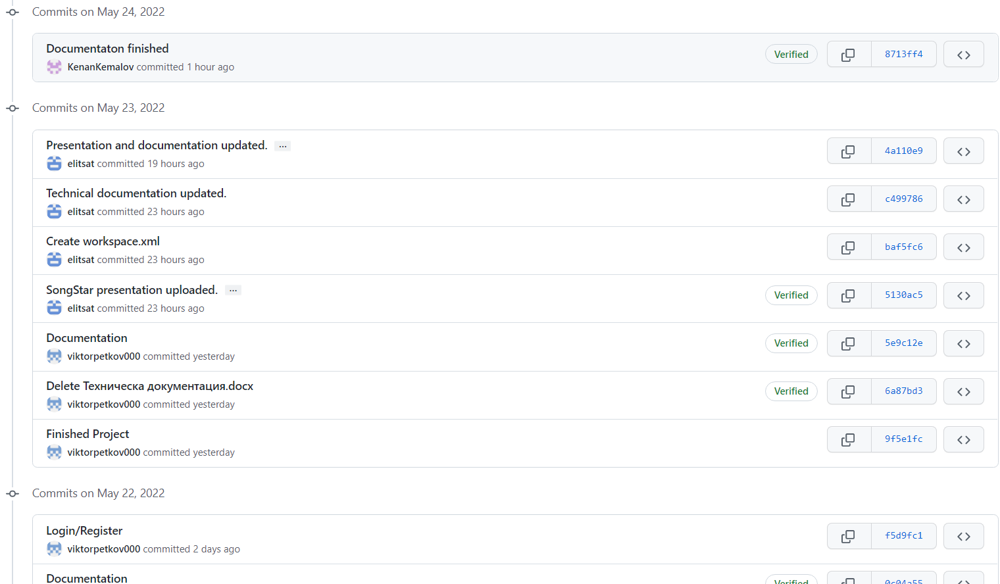 Commits on May 24, 2022
Documentaton finished
KenanKemalov committed 1 hour ago
Verified
8713ff4
Commits on May 23, 2022
Presentation and documentation updated. …
elitsat committed 19 hours ago
4a110e9
Technical documentation updated.
elitsat committed 23 hours ago
c499786
Create workspace.xml
elitsat committed 23 hours ago
baf5fc6
SongStar presentation uploaded. …
elitsat committed 23 hours ago
Verified
5130ac5
Documentation
viktorpetkov000 committed yesterday
Verified
5e9c12e
Delete Техническа документация.docx
viktorpetkov000 committed yesterday
Verified
6a87bd3
Finished Project
viktorpetkov000 committed yesterday
9f5e1fc
Commits on May 22, 2022
Login/Register
viktorpetkov000 committed 2 days ago
f5d9fc1
Documentation
Verified
0c04a55